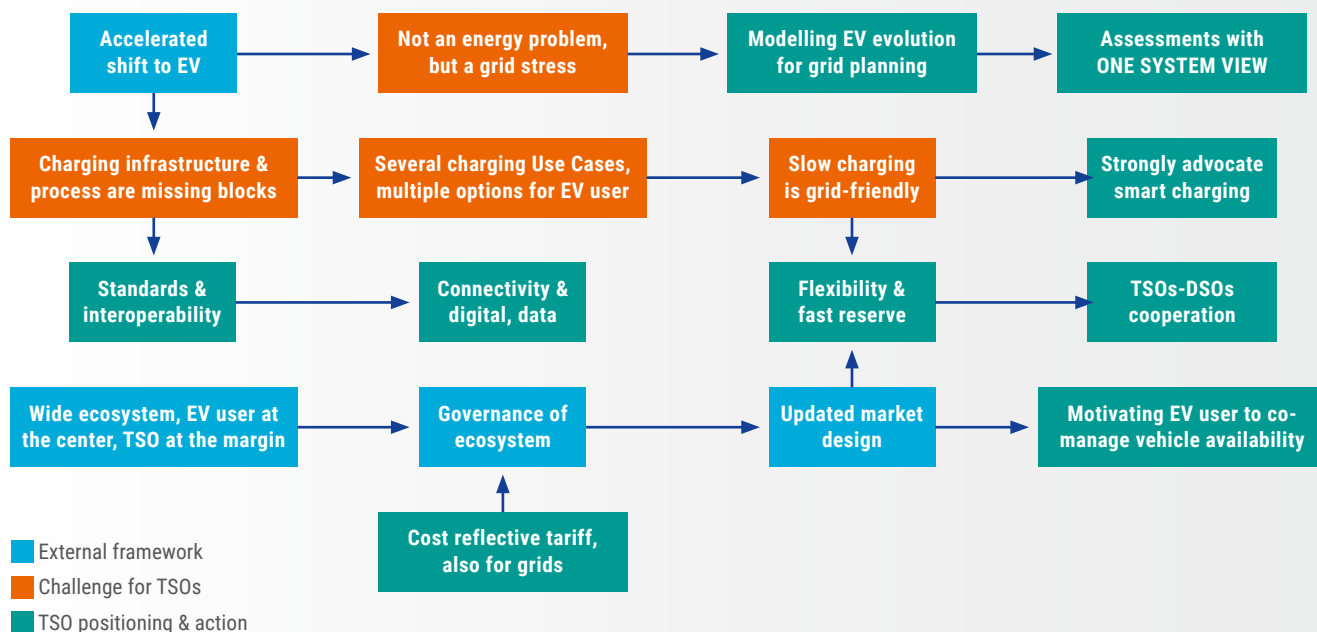 Accelerated
shift to EV
Not an energy problem,
but a grid stress
Modelling EV evolution
for grid planning
Assessments with
ONE SYSTEM VIEW
Charging infrastructure &
process are missing blocks
Several charging Use Cases,
multiple options for EV user
Slow charging
is grid-friendly
Strongly advocate
smart charging
Standards &
interoperability
Connectivity &
digital, data
Flexibility &
fast reserve
TSOs-DSOs
cooperation
Wide ecosystem, EV user at
the center, TSO at the margin
Governance of
ecosystem
Updated market
design
Motivating EV user to co-
manage vehicle availability
Cost reflective tariff,
also for grids
External framework
Challenge for TSOs
TSO positioning & action